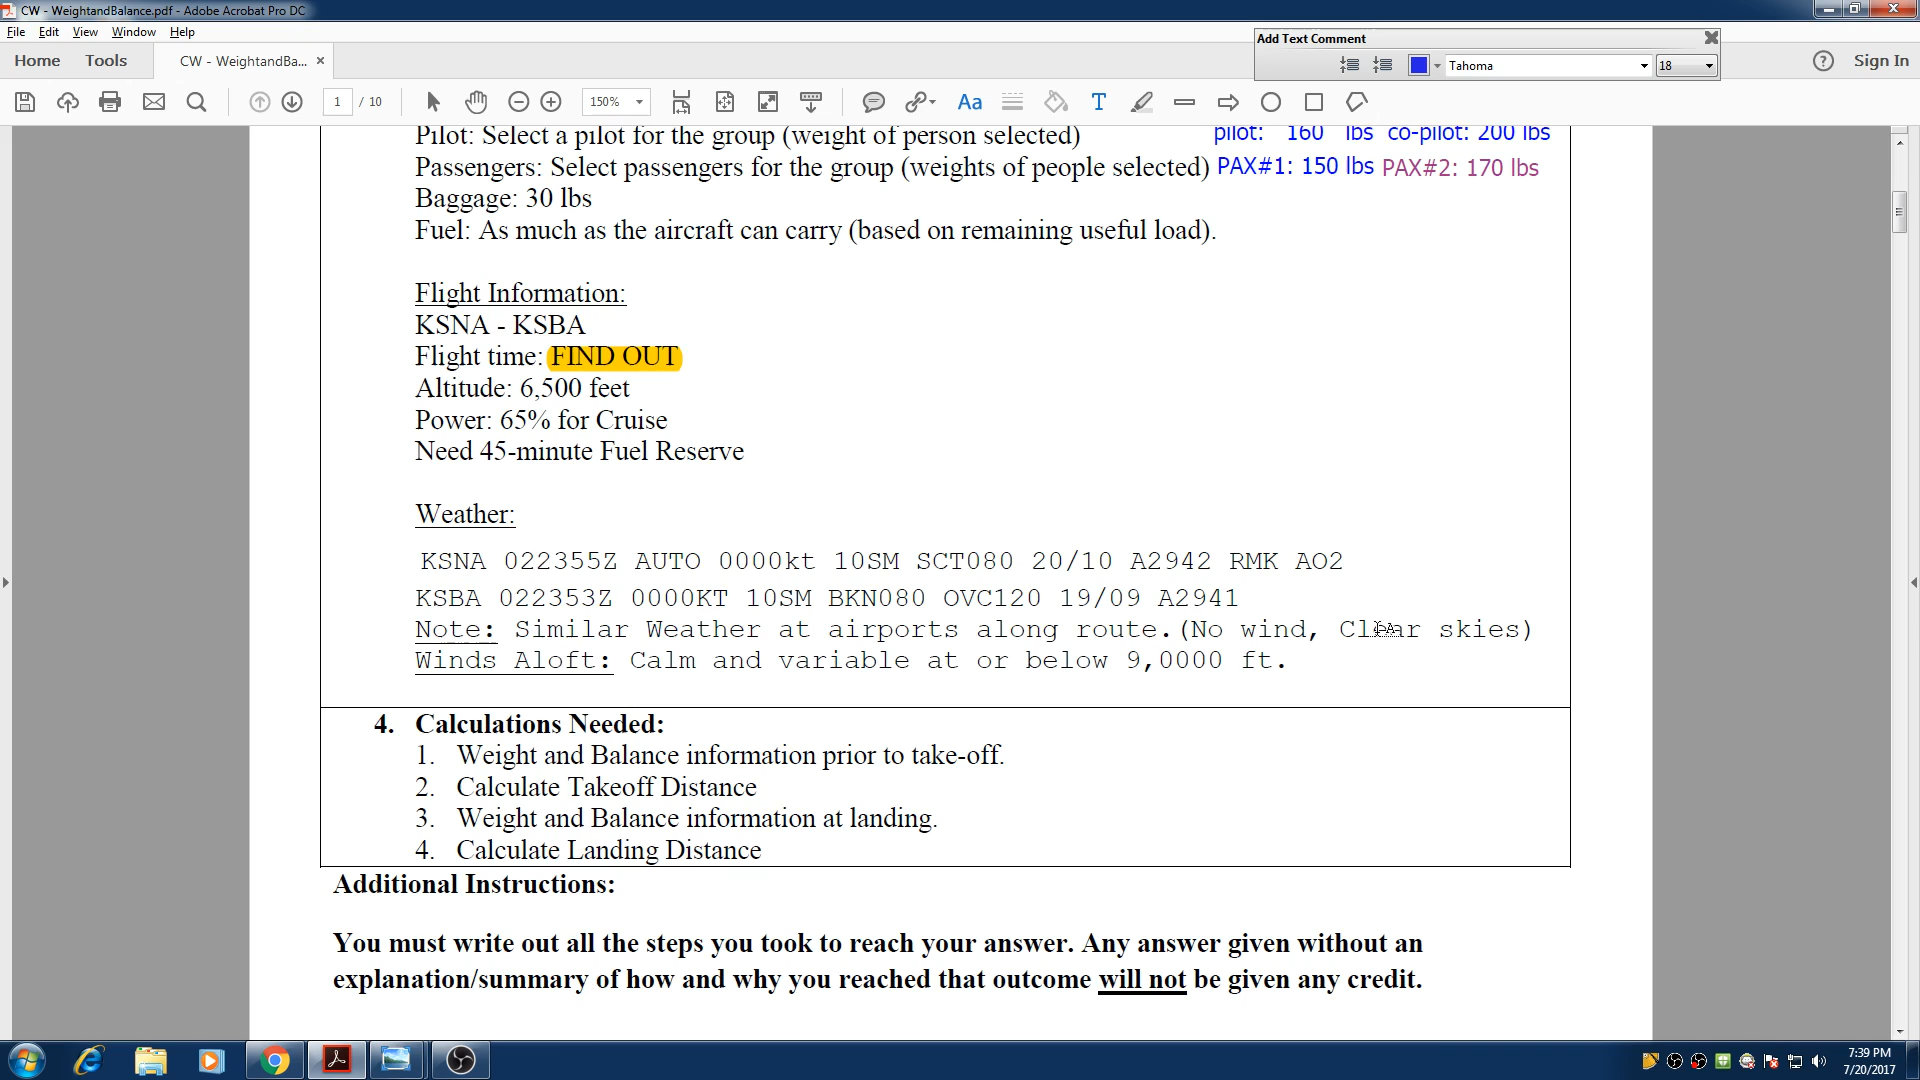 CW - WeightandBalance.pdf - Adobe Acrobat Pro DC
File Edit View Window Help
Add Text Comment
Home Tools CW - WeightandBa... × Tahoma 18 Sign In
1 / 10 150% Aa T
Pilot: Select a pilot for the group (weight of person selected) pilot: 160 lbs co-pilot: 200 lbs
Passengers: Select passengers for the group (weights of people selected) PAX#1: 150 lbs PAX#2: 170 lbs
Baggage: 30 lbs
Fuel: As much as the aircraft can carry (based on remaining useful load).
Flight Information:
KSNA - KSBA
Flight time: FIND OUT
Altitude: 6,500 feet
Power: 65% for Cruise
Need 45-minute Fuel Reserve
Weather:
KSNA 022355Z AUTO 0000kt 10SM SCT080 20/10 A2942 RMK AO2
KSBA 022353Z 0000KT 10SM BKN080 OVC120 19/09 A2941
Note: Similar Weather at airports along route.(No wind, Clear skies)
Winds Aloft: Calm and variable at or below 9,0000 ft.
4. Calculations Needed:
1. Weight and Balance information prior to take-off.
2. Calculate Takeoff Distance
3. Weight and Balance information at landing.
4. Calculate Landing Distance
Additional Instructions:
You must write out all the steps you took to reach your answer. Any answer given without an
explanation/summary of how and why you reached that outcome will not be given any credit.
7:39 PM
7/20/2017